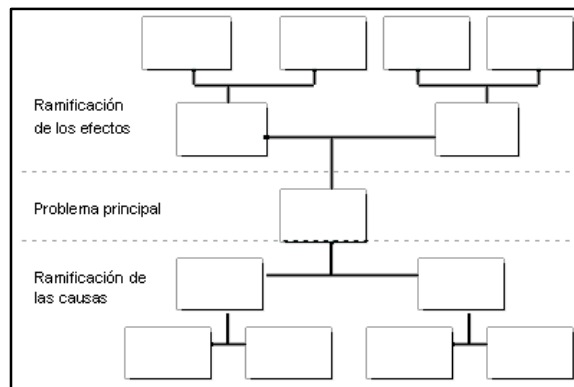 Ramificación
de los efectos
Problema principal
Ramificación de
las causas